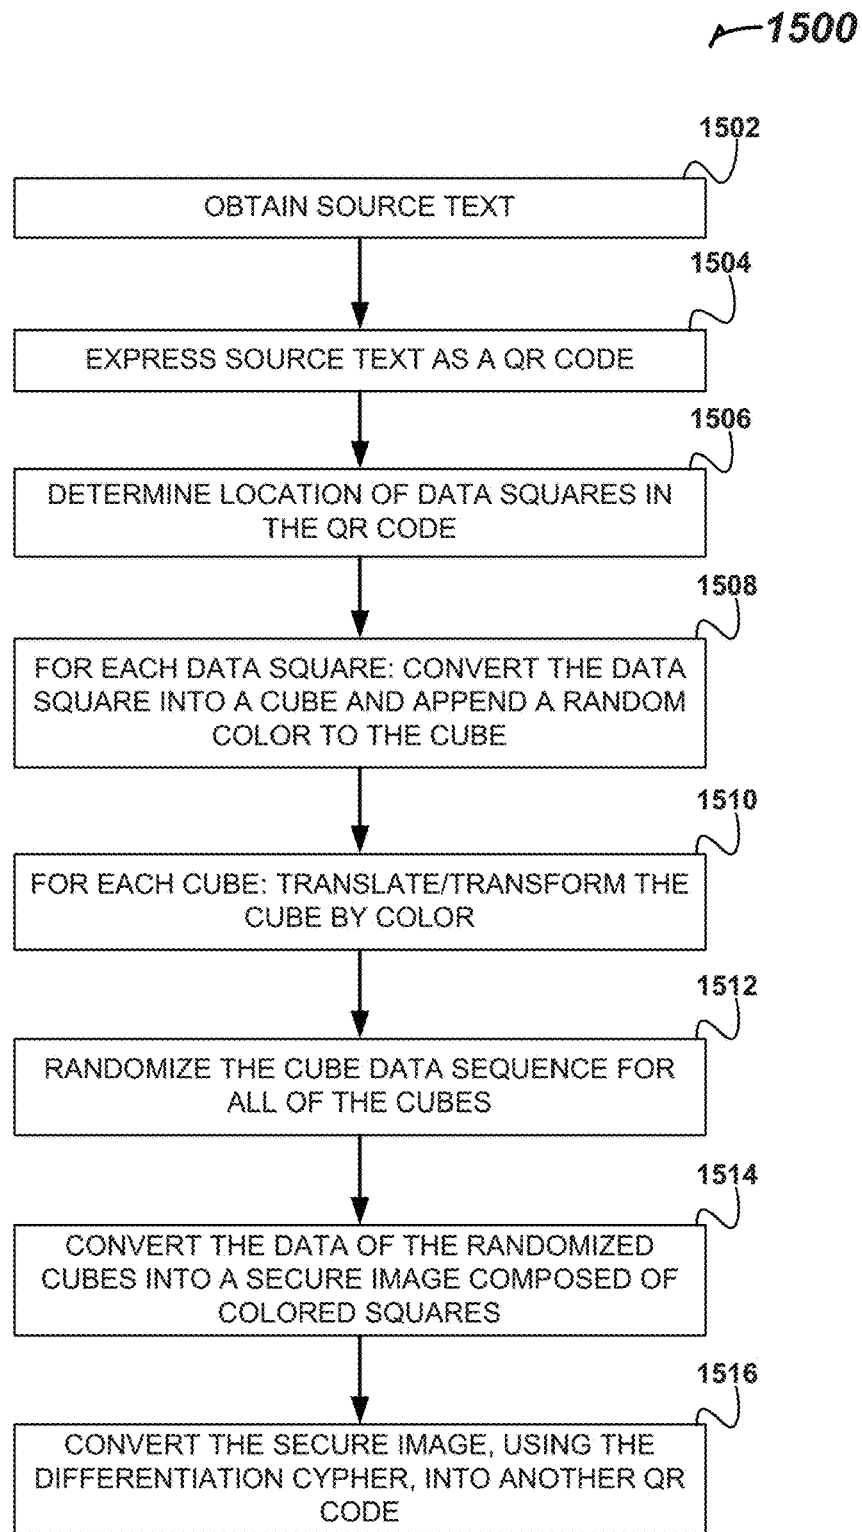 1500
1502
OBTAIN SOURCE TEXT
1504
EXPRESS SOURCE TEXT AS A QR CODE
1506
DETERMINE LOCATION OF DATA SQUARES IN
THE QR CODE
1508
FOR EACH DATA SQUARE: CONVERT THE DATA
SQUARE INTO A CUBE AND APPEND A RANDOM
COLOR TO THE CUBE
1510
FOR EACH CUBE: TRANSLATE/TRANSFORM THE
CUBE BY COLOR
1512
RANDOMIZE THE CUBE DATA SEQUENCE FOR
ALL OF THE CUBES
1514
CONVERT THE DATA OF THE RANDOMIZED
CUBES INTO A SECURE IMAGE COMPOSED OF
COLORED SQUARES
1516
CONVERT THE SECURE IMAGE, USING THE
DIFFERENTIATION CYPHER, INTO ANOTHER QR
CODE